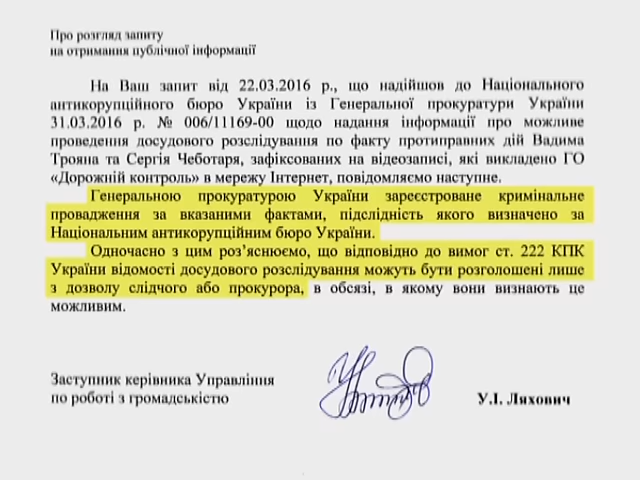 Про розгляд запиту
на отримання публічної інформації
На Ваш запит від 22.03.2016 р., що надійшов до Національного
антикорупційного бюро України із Генеральної прокуратури України
31.03.2016 р. № 006/11169-00 щодо надання інформації про можливе
проведення досудового розслідування по факту протиправних дій Вадима
Трояна та Сергія Чеботаря, зафіксованих на відеозаписі, які викладено ГО
«Дорожній контроль» в мережу Інтернет, повідомляємо наступне.
Генеральною прокуратурою України зареєстроване кримінальне
провадження за вказаними фактами, підслідність якого визначено за
Національним антикорупційним бюро України.
Одночасно з цим роз’яснюємо, що відповідно до вимог ст. 222 КПК
України відомості досудового розслідування можуть бути розголошені лише
з дозволу слідчого або прокурора, в обсязі, в якому вони визнають це
можливим.
Заступник керівника Управління
по роботі з громадськістю
У.І. Ляхович